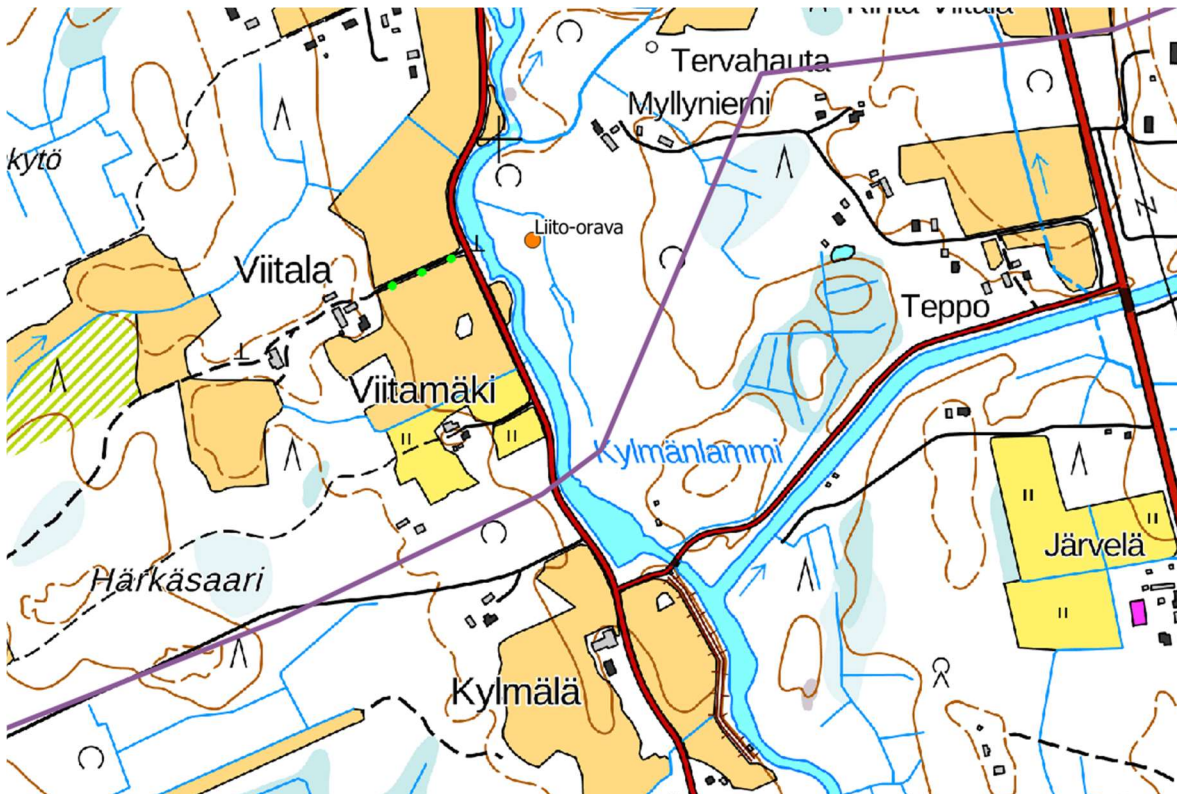 Tervahauta
Myllyniemi
kytö
Liito-orava
Viitala
Teppo
Viitamäki
Kylmänlammi
Järvelä
Härkäsaari
Kylmälä